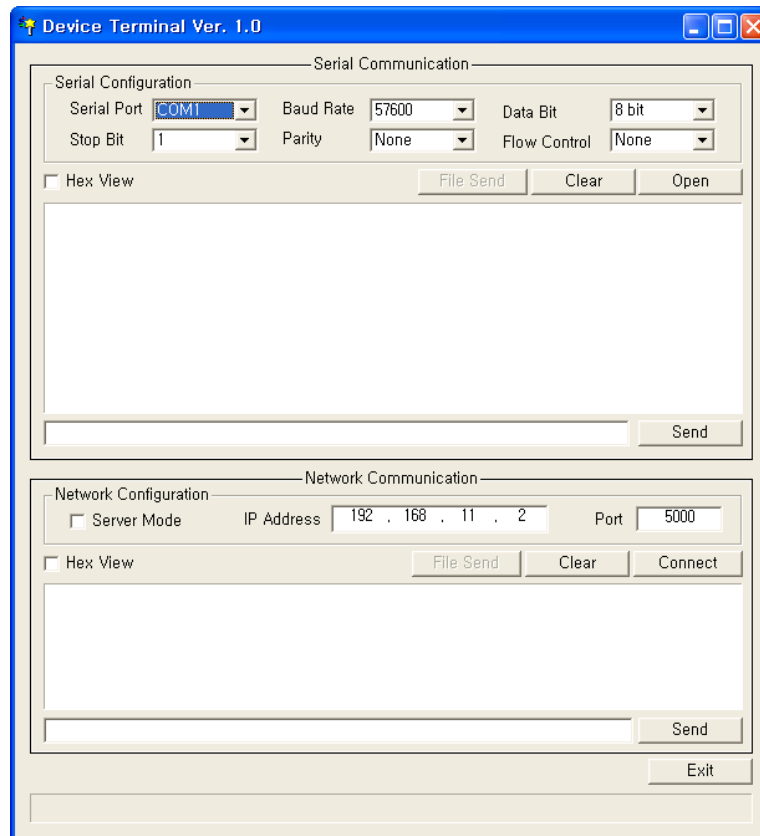 Device Terminal Ver. 1.0
Serial Communication
Serial Configuration
Serial Port COM1 Baud Rate 57600 Data Bit 8 bit
Stop Bit 1 Parity None Flow Control None
Hex View File Send Clear Open
Send
Network Communication
Network Configuration
Server Mode IP Address 192 . 168 . 11 . 2 Port 5000
Hex View File Send Clear Connect
Send
Exit